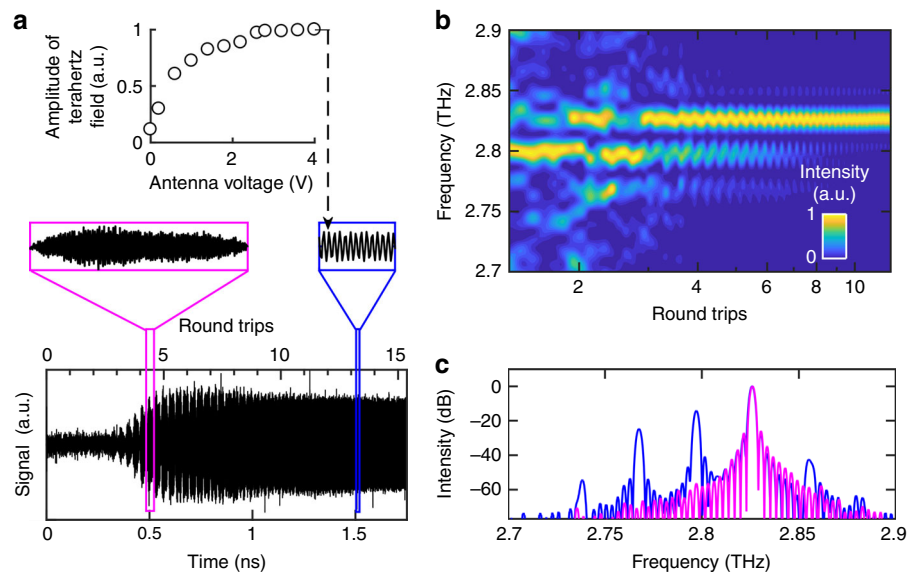 a
Amplitude of
terahertz
field (a.u.)
1
0.5
0
0 2 4
Antenna voltage (V)
Round trips
0 5 10 15
Signal (a.u.)
0 0.5 1 1.5
Time (ns)
b
Frequency (THz)
2.9
2.85
2.8
2.75
2.7
Intensity
(a.u.)
1
0
2 4 6 8 10
Round trips
c
Intensity (dB)
0
−20
−40
−60
2.7 2.75 2.8 2.85 2.9
Frequency (THz)